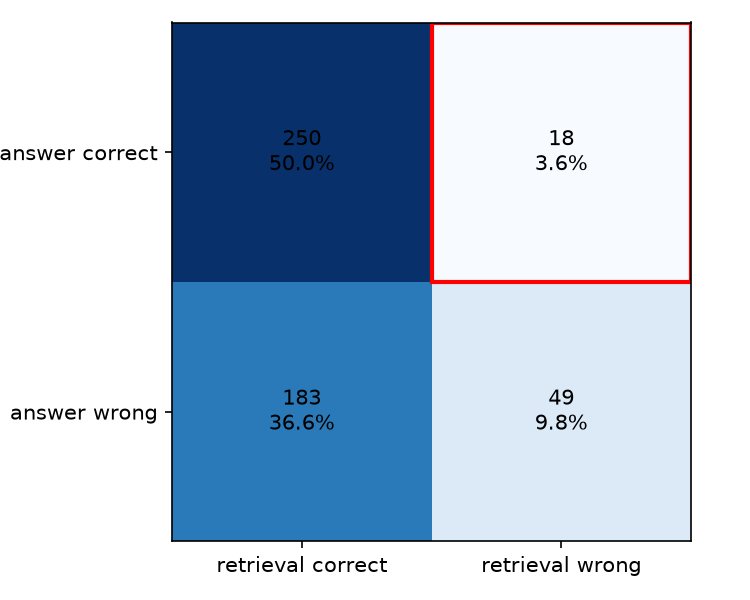 answer correct
250
50.0%
18
3.6%
answer wrong
183
36.6%
49
9.8%
retrieval correct
retrieval wrong